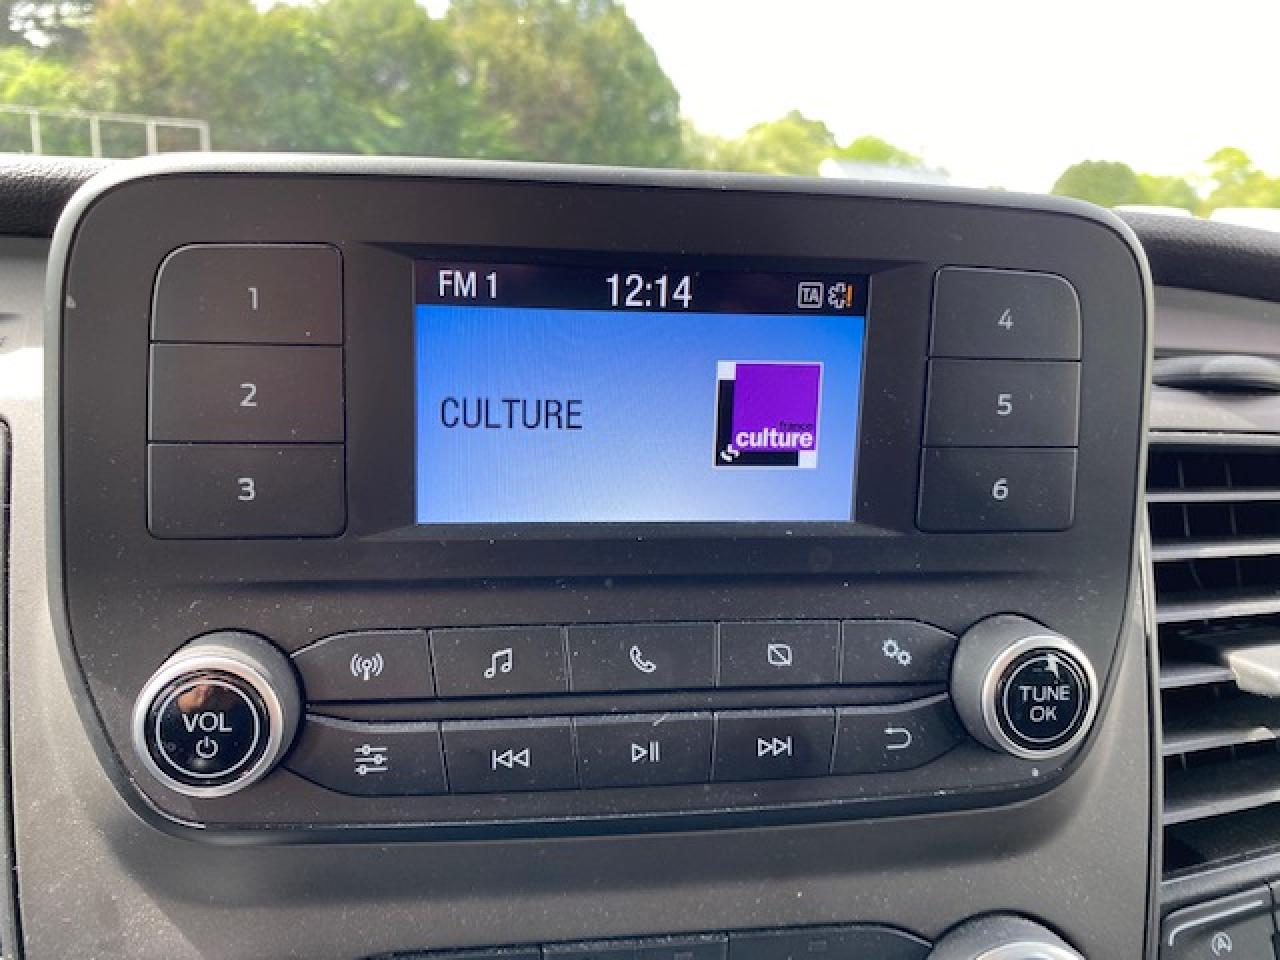 FM 1 12:14 TA
CULTURE
france
culture
1
2
3
4
5
6
VOL
TUNE
OK
A